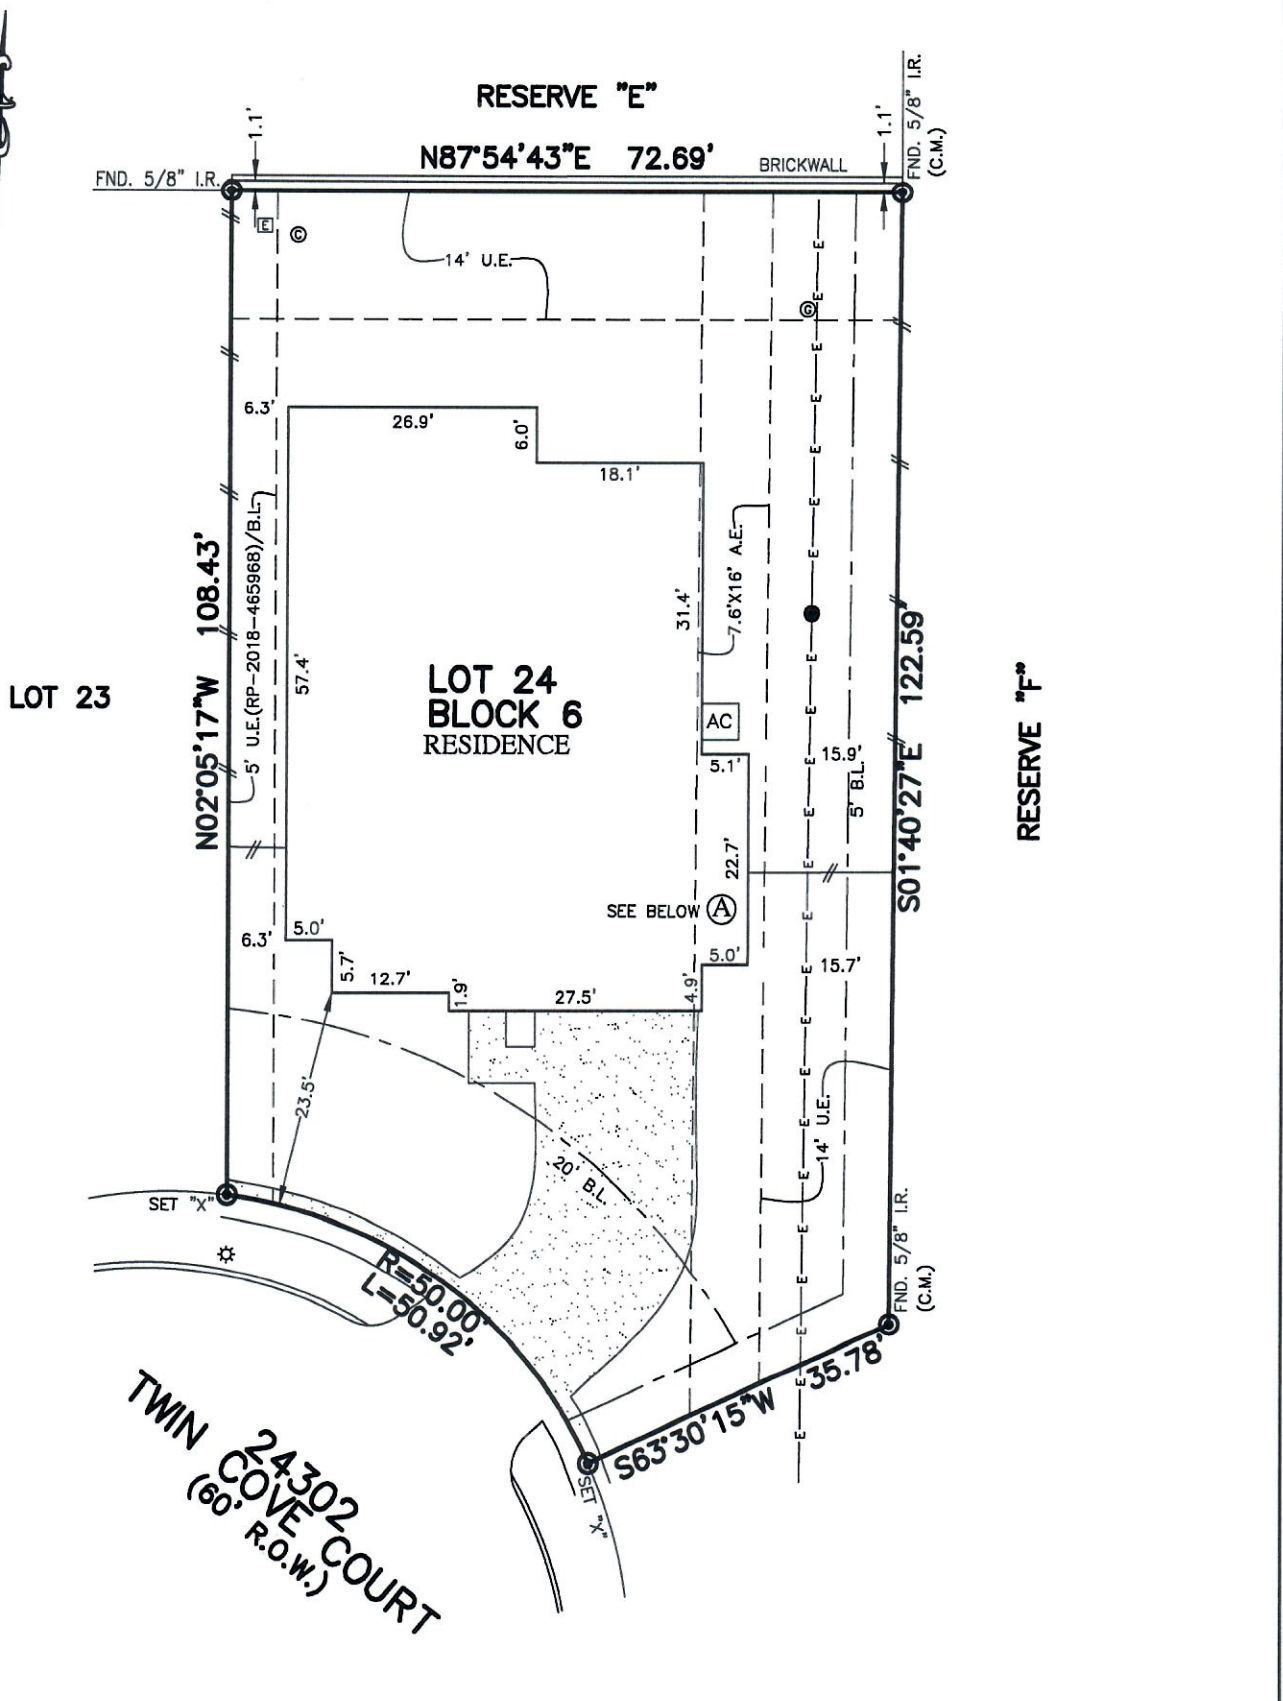 RESERVE "E"
N87°54'43"E 72.69'
BRICKWALL
1.1'
1.1'
FND. 5/8" I.R.
FND. 5/8" I.R.
(C.M.)
E
C
14' U.E.
G
E
E
E
E
E
E
E
6.3'
26.9'
6.0'
18.1'
5' U.E.(RP-2018-465968)/B.L.
N02°05'17"W 108.43'
57.4'
31.4'
7.6'X16' A.E.
LOT 23
LOT 24
BLOCK 6
RESIDENCE
AC
5.1'
15.9'
5' B.L.
S01°40'27"E 122.59'
RESERVE "F"
E
E
E
E
E
22.7'
SEE BELOW A
6.3'
5.0'
5.7'
12.7'
1.9'
27.5'
4.9'
5.0'
15.7'
E
E
E
E
E
E
E
E
E
E
23.5'
14' U.E.
20' B.L.
SET "X"
R=50.00'
L=50.92'
FND. 5/8" I.R.
(C.M.)
S63°30'15"W 35.78'
SET "X"
24302
TWIN COVE COURT
(60' R.O.W.)